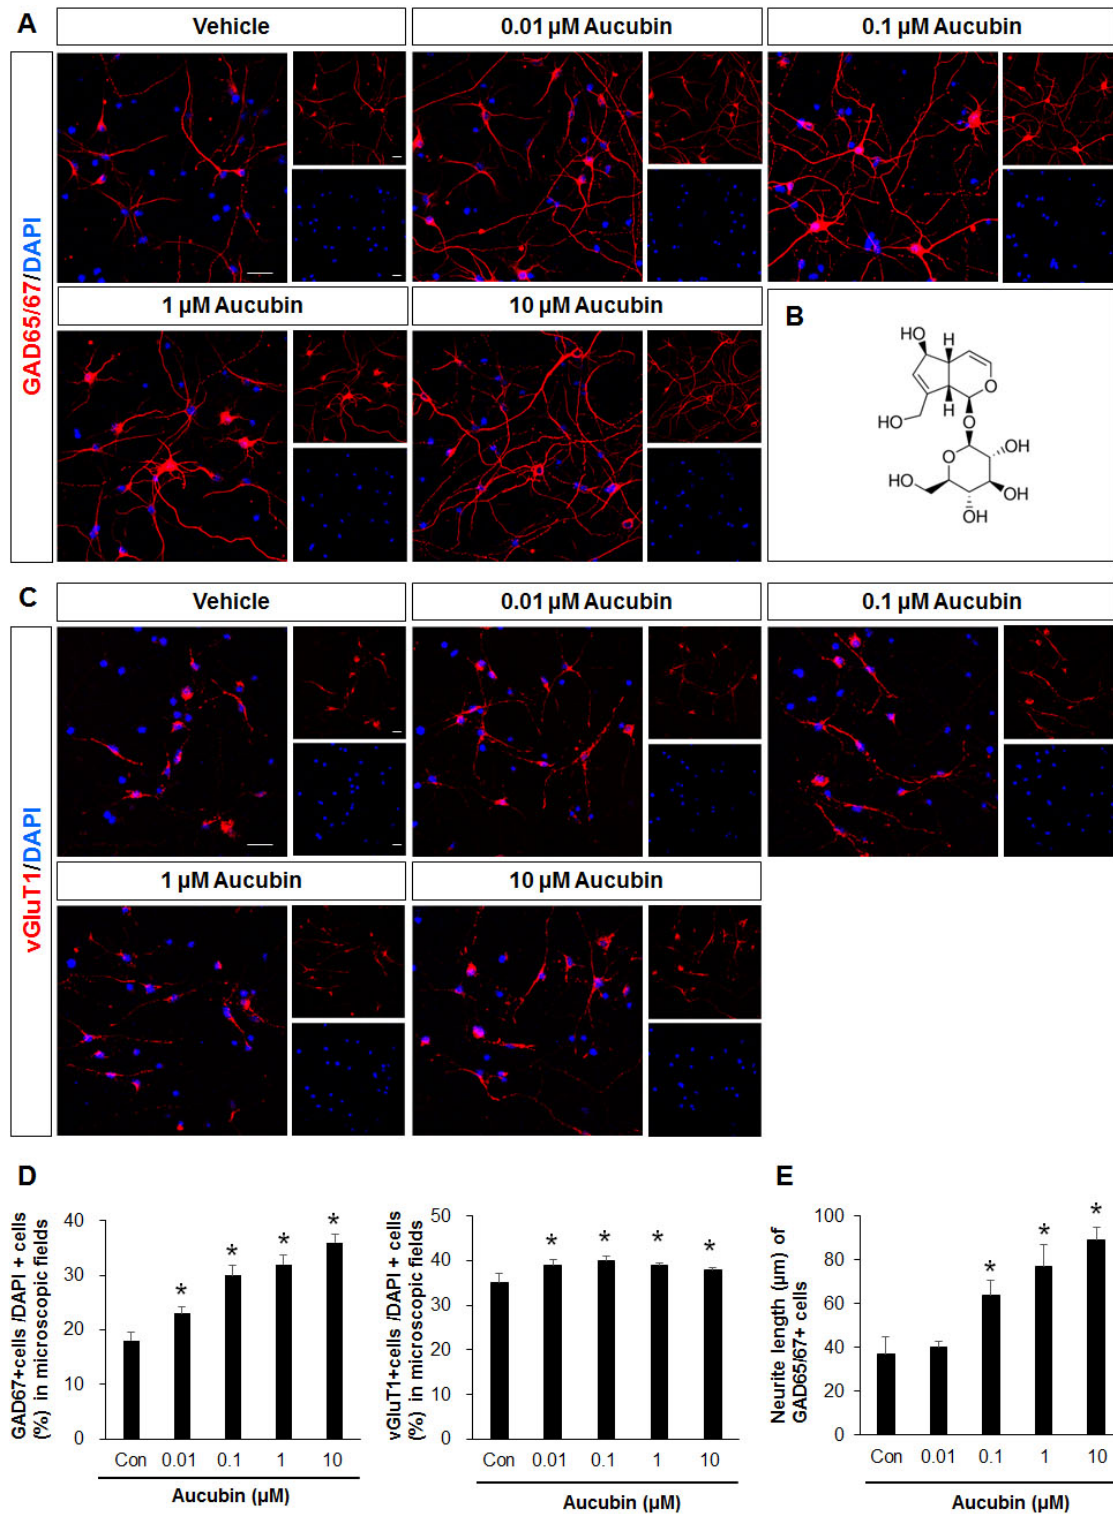 A
Vehicle
0.01 µM Aucubin
0.1 µM Aucubin
GAD65/67/DAPI
1 µM Aucubin
10 µM Aucubin
B
HO
H
O
H
HO
O
O
OH
HO
OH
OH
C
Vehicle
0.01 µM Aucubin
0.1 µM Aucubin
vGluT1/DAPI
1 µM Aucubin
10 µM Aucubin
D
GAD67+cells /DAPI + cells
(%) in microscopic fields
40
30
20
10
0
* * * *
Con 0.01 0.1 1 10
Aucubin (µM)
vGluT1+cells /DAPI + cells
(%) in microscopic fields
50
40
30
20
10
0
* * * *
Con 0.01 0.1 1 10
Aucubin (µM)
E
Neurite length (µm) of
GAD65/67+ cells
100
80
60
40
20
0
* * *
Con 0.01 0.1 1 10
Aucubin (µM)